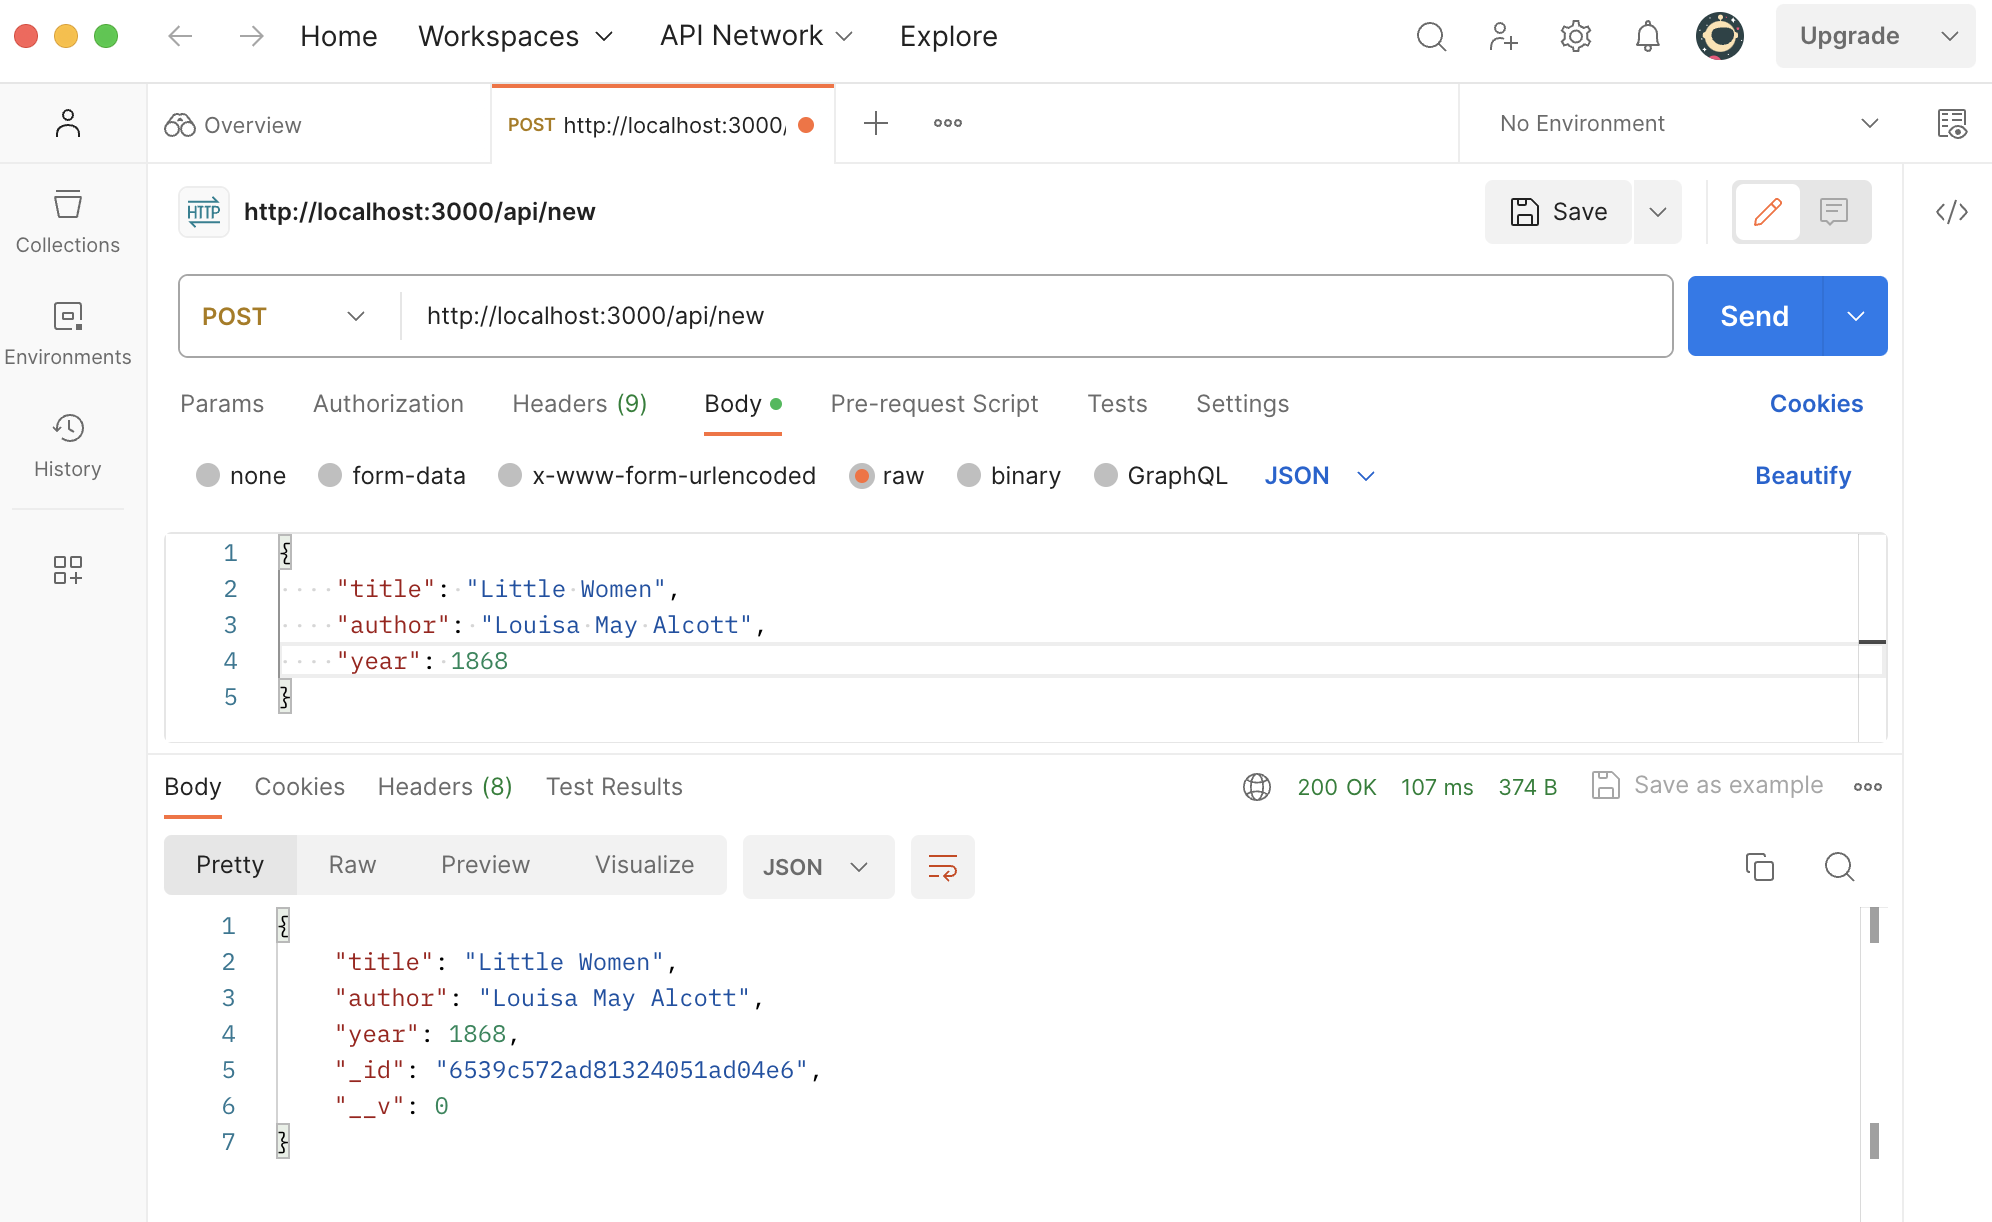 Home Workspaces API Network Explore Upgrade
Overview POST http://localhost:3000/ No Environment
HTTP http://localhost:3000/api/new Save
Collections
POST http://localhost:3000/api/new Send
Environments
Params Authorization Headers (9) Body Pre-request Script Tests Settings Cookies
History
none form-data x-www-form-urlencoded raw binary GraphQL JSON Beautify
1 {
2 "title": "Little Women",
3 "author": "Louisa May Alcott",
4 "year": 1868
5 }
Body Cookies Headers (8) Test Results 200 OK 107 ms 374 B Save as example
Pretty Raw Preview Visualize JSON
1 {
2 "title": "Little Women",
3 "author": "Louisa May Alcott",
4 "year": 1868,
5 "_id": "6539c572ad81324051ad04e6",
6 "__v": 0
7 }